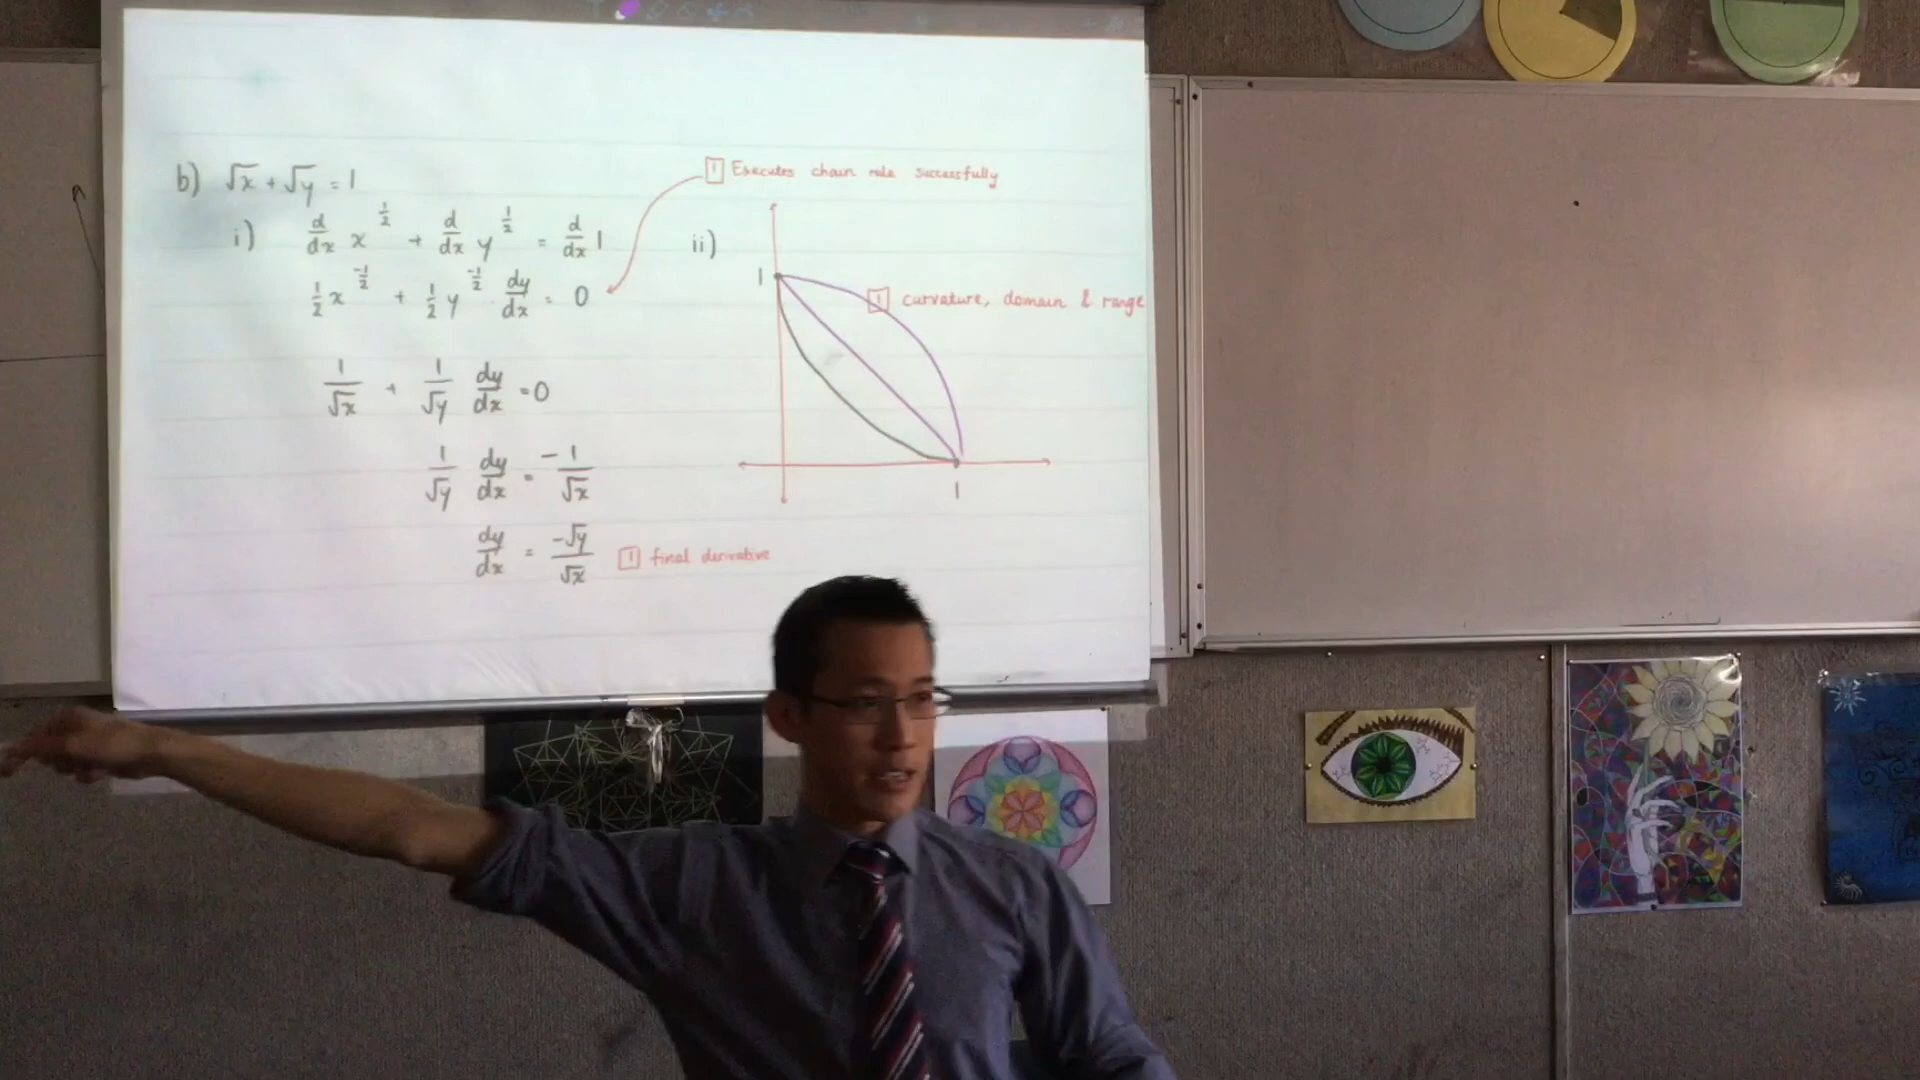 b) √x + √y = 1
i) d/dx x^(1/2) + d/dx y^(1/2) = d/dx 1
1/2 x^(-1/2) + 1/2 y^(-1/2) · dy/dx = 0
1/√x + 1/√y dy/dx = 0
1/√y dy/dx = -1/√x
dy/dx = -√y/√x
1 final derivative
1 Executes chain rule successfully
ii)
1
1 curvature, domain & range
1